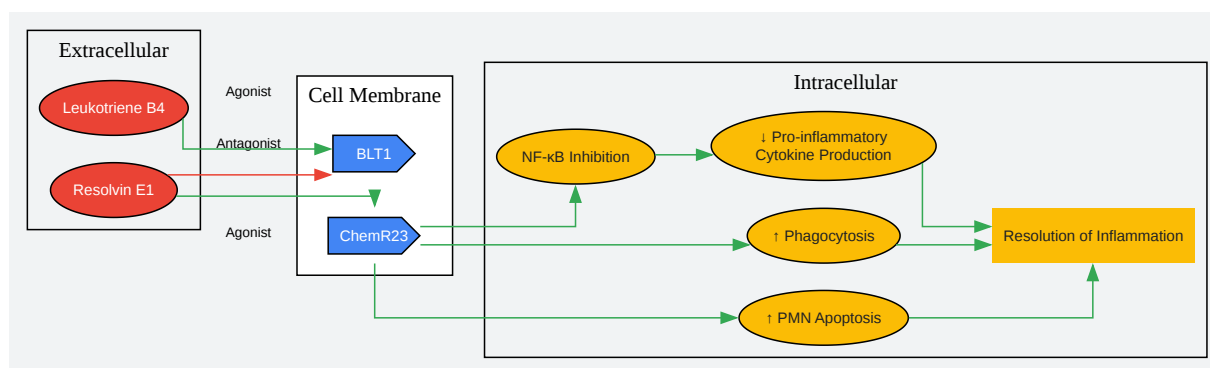 Extracellular
Leukotriene B4
Resolvin E1
Agonist
Antagonist
Agonist
Cell Membrane
BLT1
ChemR23
Intracellular
NF-κB Inhibition
↓ Pro-inflammatory
Cytokine Production
↑ Phagocytosis
↑ PMN Apoptosis
Resolution of Inflammation